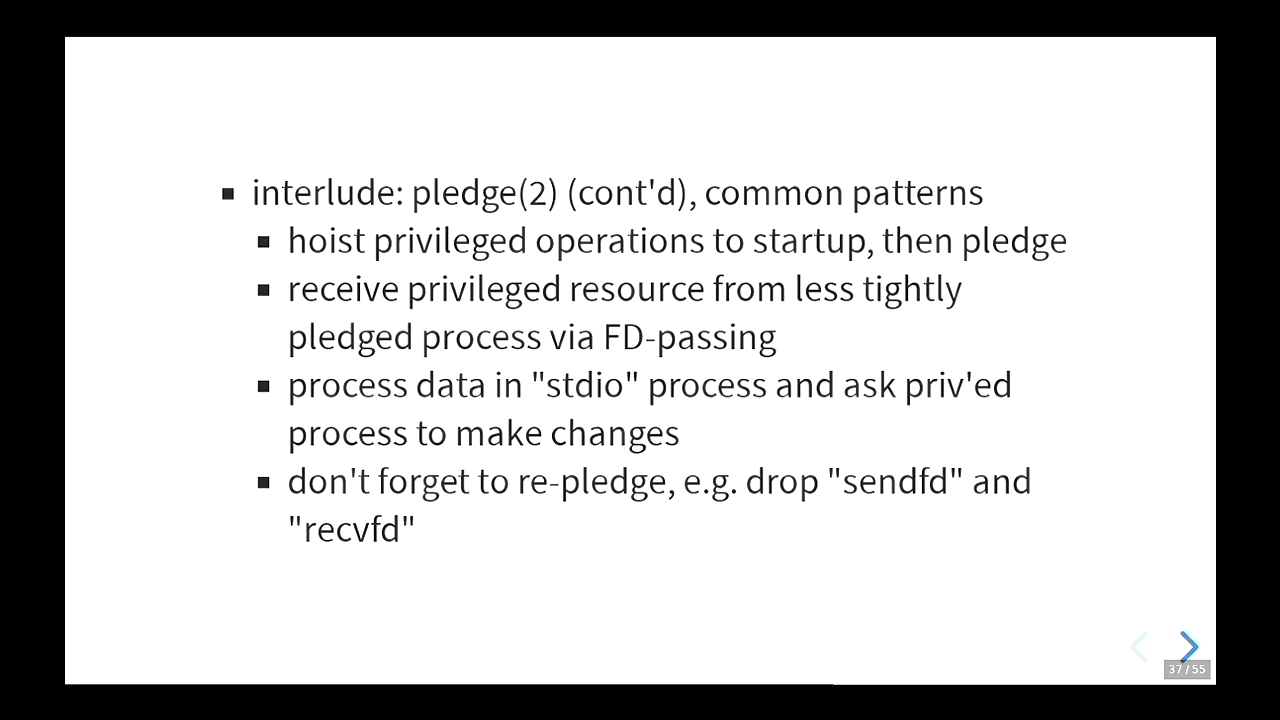 interlude: pledge(2) (cont'd), common patterns
hoist privileged operations to startup, then pledge
receive privileged resource from less tightly
pledged process via FD-passing
process data in "stdio" process and ask priv'ed
process to make changes
don't forget to re-pledge, e.g. drop "sendfd" and
"recvfd"
37 / 55